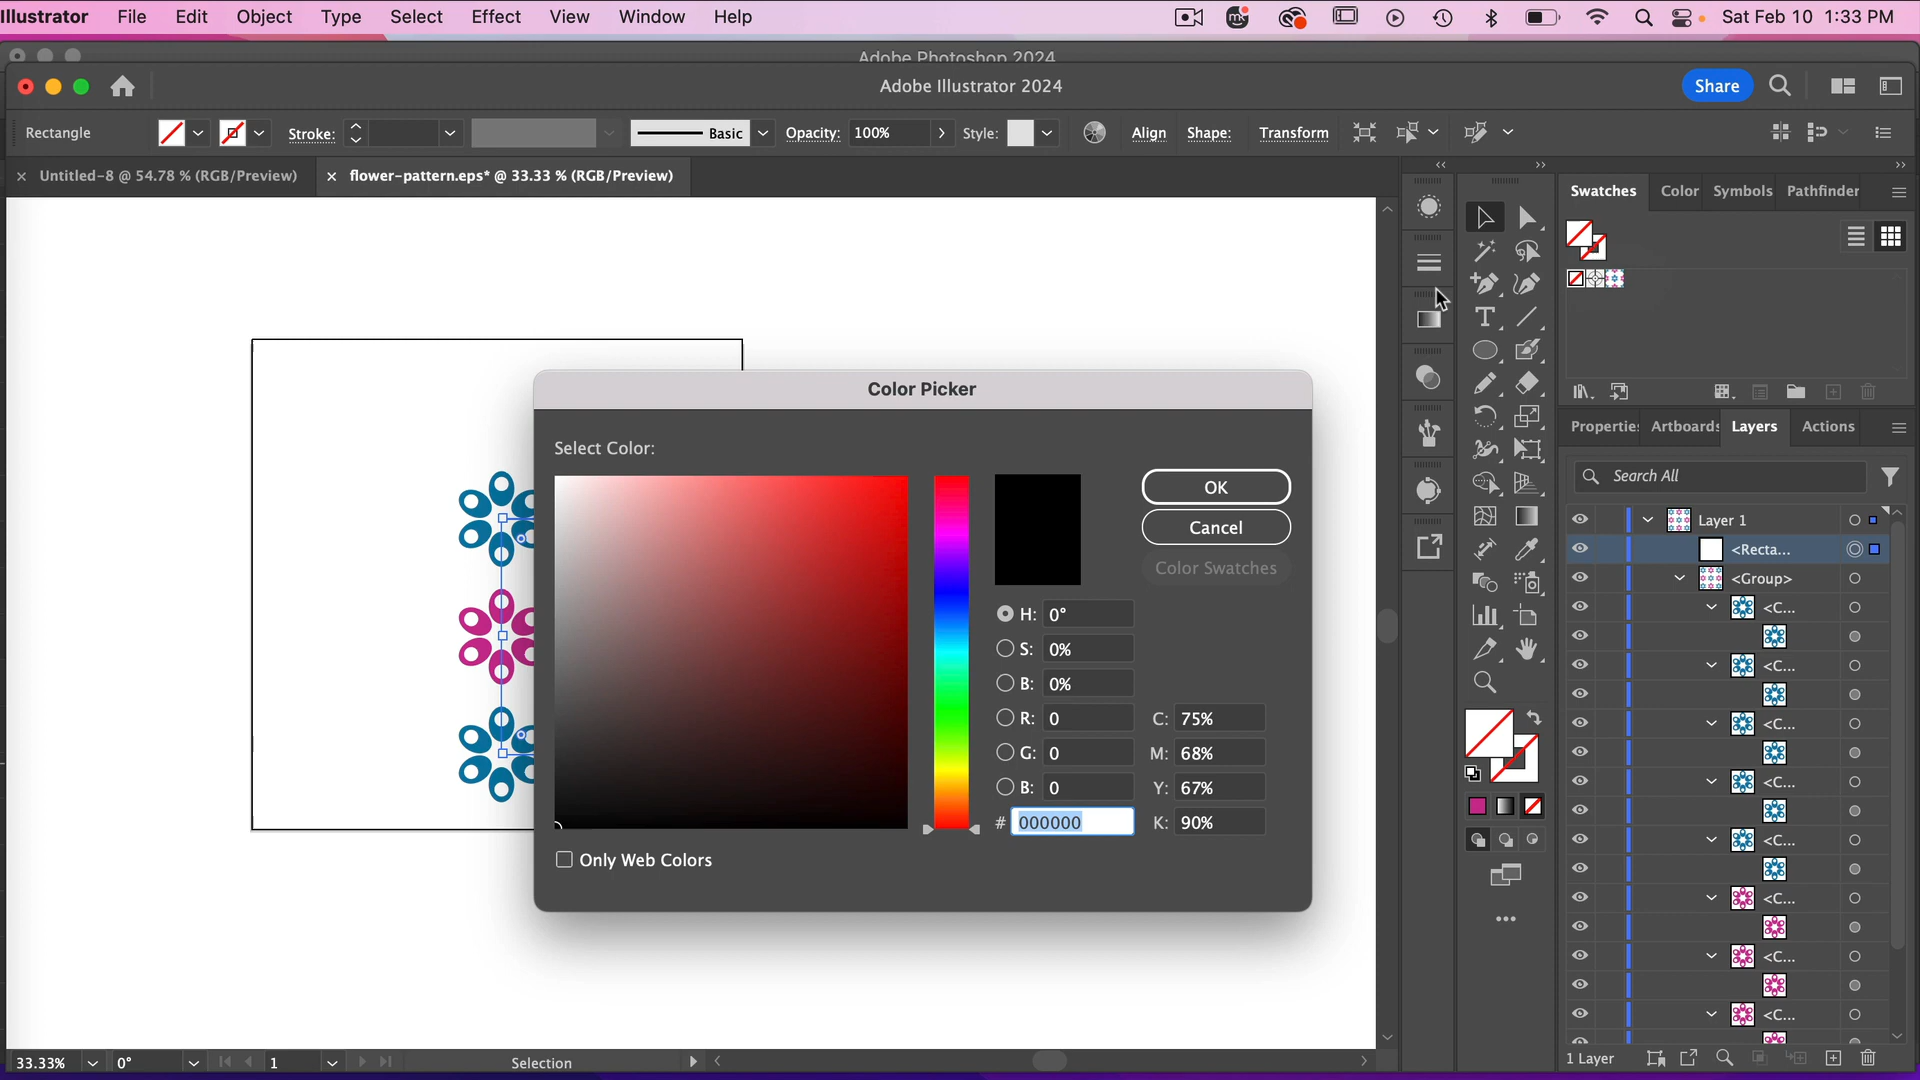 Illustrator File Edit Object Type Select Effect View Window Help Sat Feb 10 1:33 PM
Adobe Photoshop 2024
Adobe Illustrator 2024 Share
Rectangle Stroke: Basic Opacity: 100% Style: Align Shape: Transform
Untitled-8 @ 54.78 % (RGB/Preview) flower-pattern.eps* @ 33.33 % (RGB/Preview)
Swatches Color Symbols Pathfinder
Color Picker
Select Color:
OK
Cancel
Color Swatches
H: 0°
S: 0%
B: 0%
R: 0 C: 75%
G: 0 M: 68%
B: 0 Y: 67%
# 000000 K: 90%
Only Web Colors
Propertie: Artboards Layers Actions
Search All
Layer 1
<Recta...
<Group>
<C...
<C...
<C...
<C...
<C...
<C...
<C...
<C...
33.33% 0° 1 Selection
1 Layer